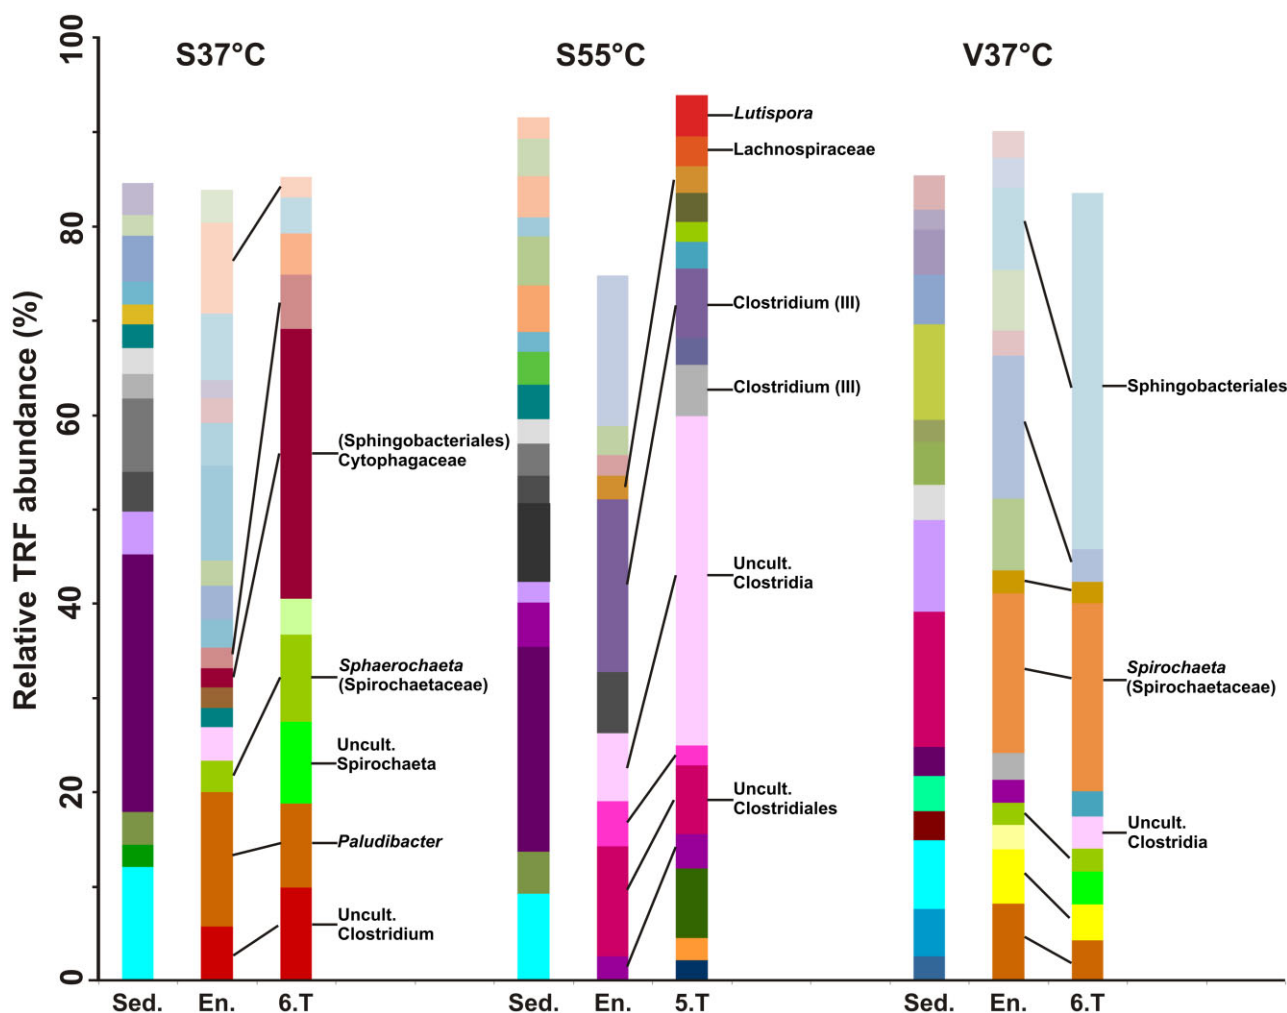 S37°C
S55°C
V37°C
Relative TRF abundance (%)
100
80
60
40
20
0
(Sphingobacteriales)
Cytophagaceae
Sphaerochaeta
(Spirochaetaceae)
Uncult.
Spirochaeta
Paludibacter
Uncult.
Clostridium
Lutispora
Lachnospiraceae
Clostridium (III)
Clostridium (III)
Uncult.
Clostridia
Uncult.
Clostridiales
Sphingobacteriales
Spirochaeta
(Spirochaetaceae)
Uncult.
Clostridia
Sed. En. 6.T
Sed. En. 5.T
Sed. En. 6.T